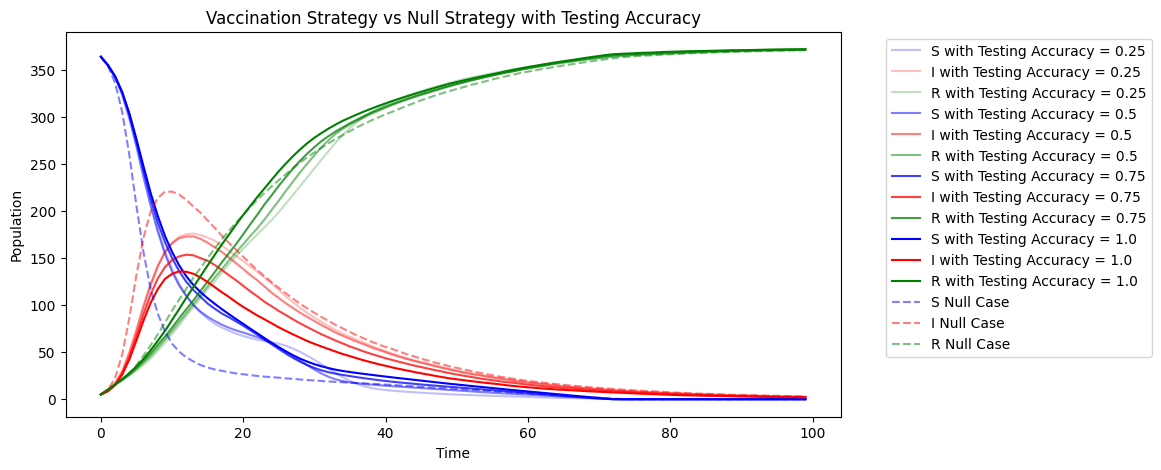 Vaccination Strategy vs Null Strategy with Testing Accuracy
Population
350
300
250
200
150
100
50
0
0 20 40 60 80 100
Time
S with Testing Accuracy = 0.25
I with Testing Accuracy = 0.25
R with Testing Accuracy = 0.25
S with Testing Accuracy = 0.5
I with Testing Accuracy = 0.5
R with Testing Accuracy = 0.5
S with Testing Accuracy = 0.75
I with Testing Accuracy = 0.75
R with Testing Accuracy = 0.75
S with Testing Accuracy = 1.0
I with Testing Accuracy = 1.0
R with Testing Accuracy = 1.0
S Null Case
I Null Case
R Null Case